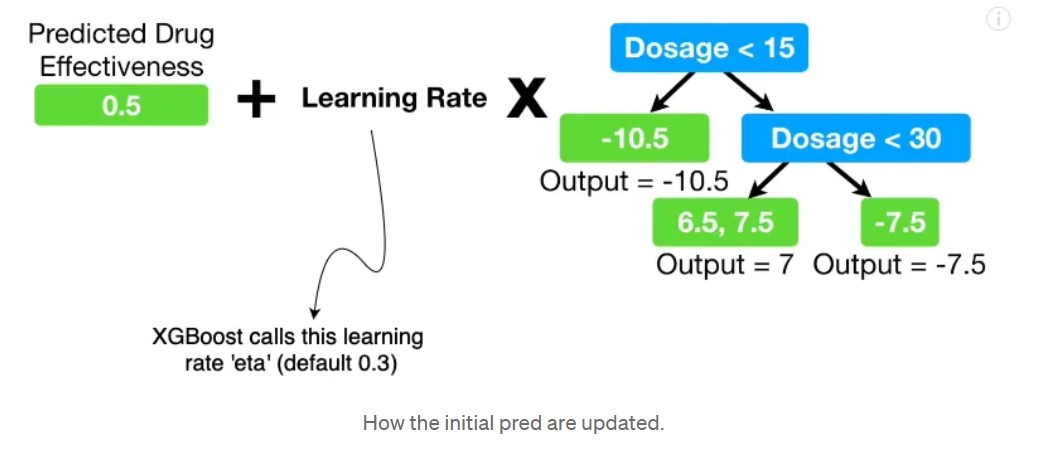 Predicted Drug
Effectiveness
0.5
+ Learning Rate X
Dosage < 15
-10.5
Output = -10.5
Dosage < 30
6.5, 7.5
Output = 7
-7.5
Output = -7.5
XGBoost calls this learning
rate 'eta' (default 0.3)
How the initial pred are updated.